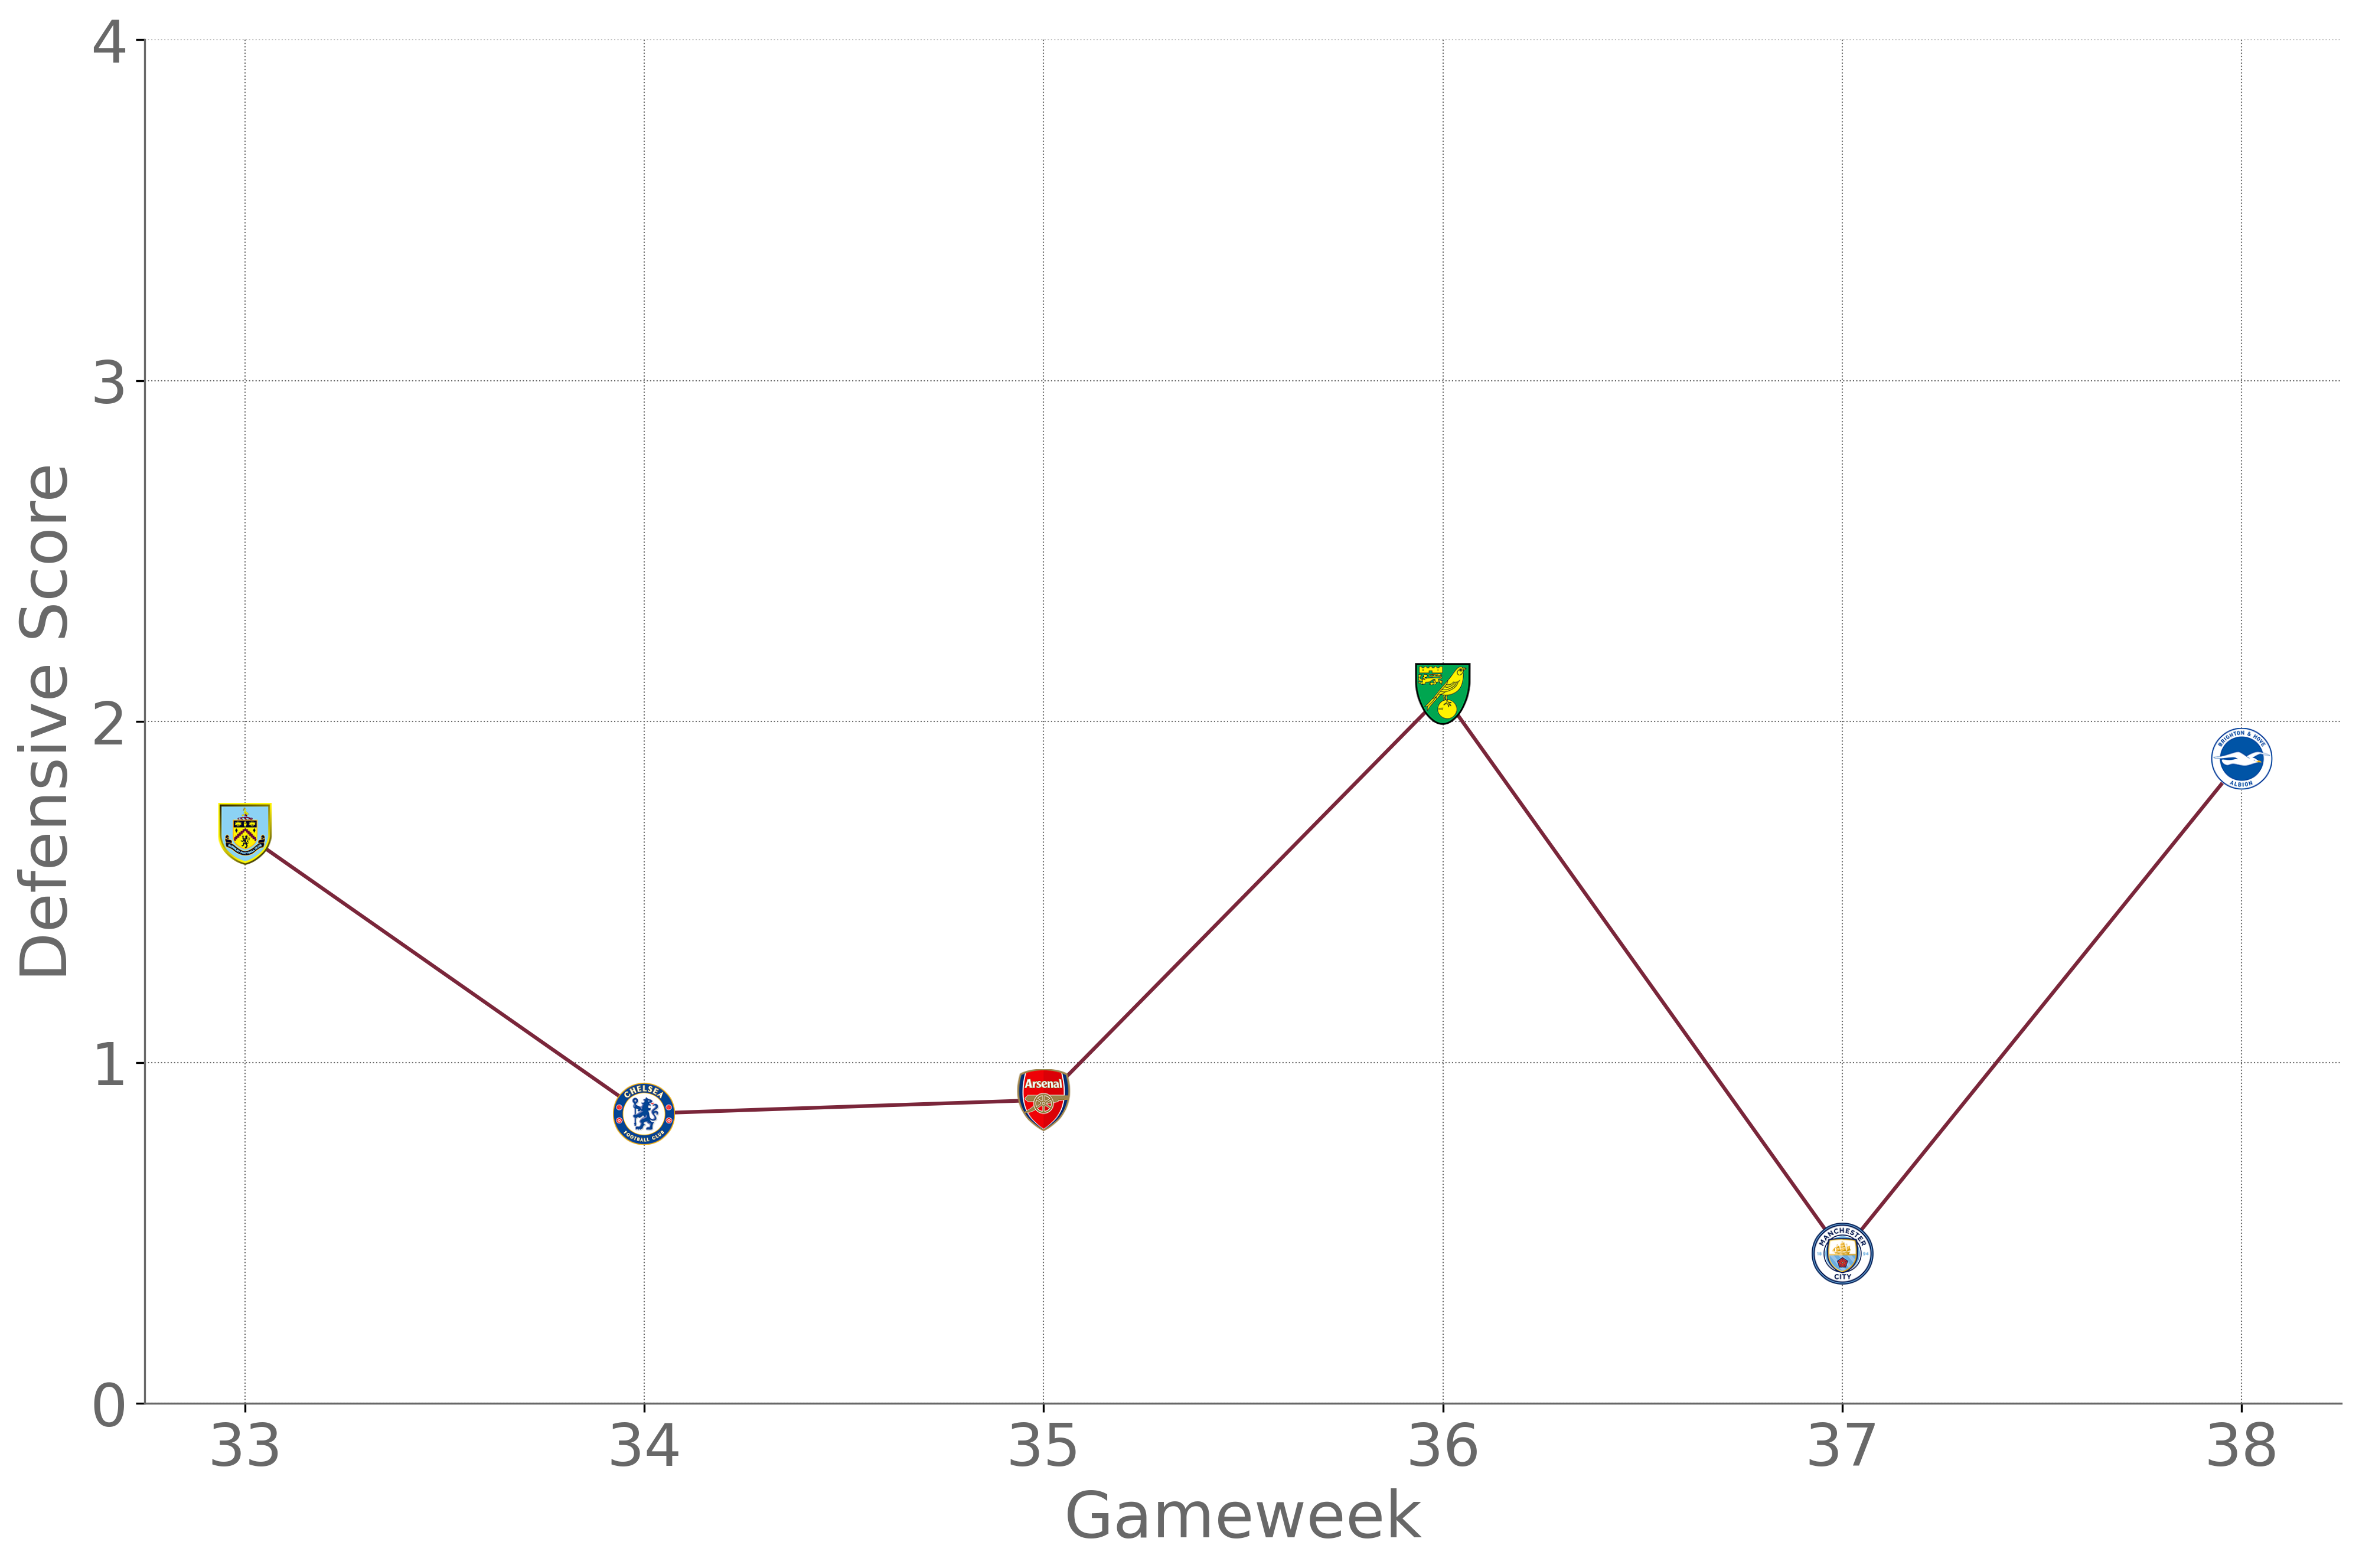 4
3
2
1
0
Defensive Score
BRIGHTON & HOVE
ALBION
CHELSEA
FOOTBALL CLUB
Arsenal
MANCHESTER
CITY
33 34 35 36 37 38
Gameweek